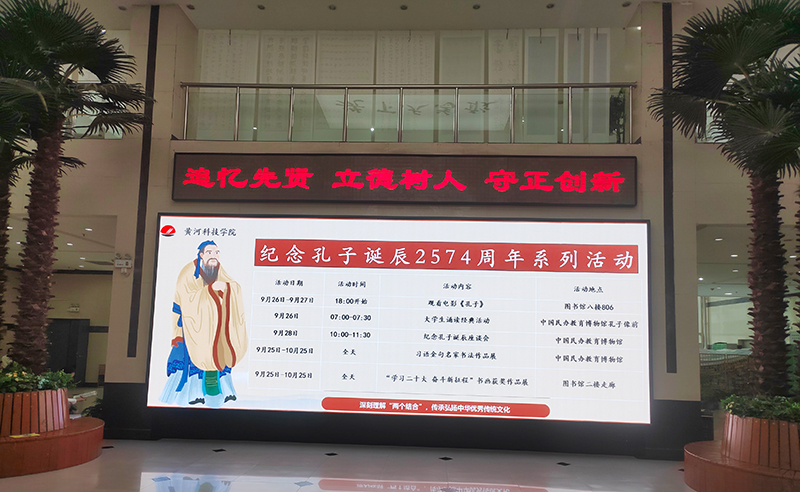 追忆先贤 立德树人 守正创新
黄河科技学院
纪念孔子诞辰2574周年系列活动
活动日期 活动时间 活动内容 活动地点
9月26日-9月27日 18:00开始 观看电影《孔子》 图书馆八楼806
9月26日 07:00-07:30 大学生诵读经典活动 中国民办教育博物馆孔子像前
9月28日 10:00-11:30 纪念孔子诞辰座谈会 中国民办教育博物馆
9月25日-10月25日 全天 习语金句名家书法作品展 中国民办教育博物馆
9月25日-10月25日 全天 “学习二十大 奋斗新征程”书画获奖作品展 图书馆二楼走廊
深刻理解“两个结合”，传承弘扬中华优秀传统文化